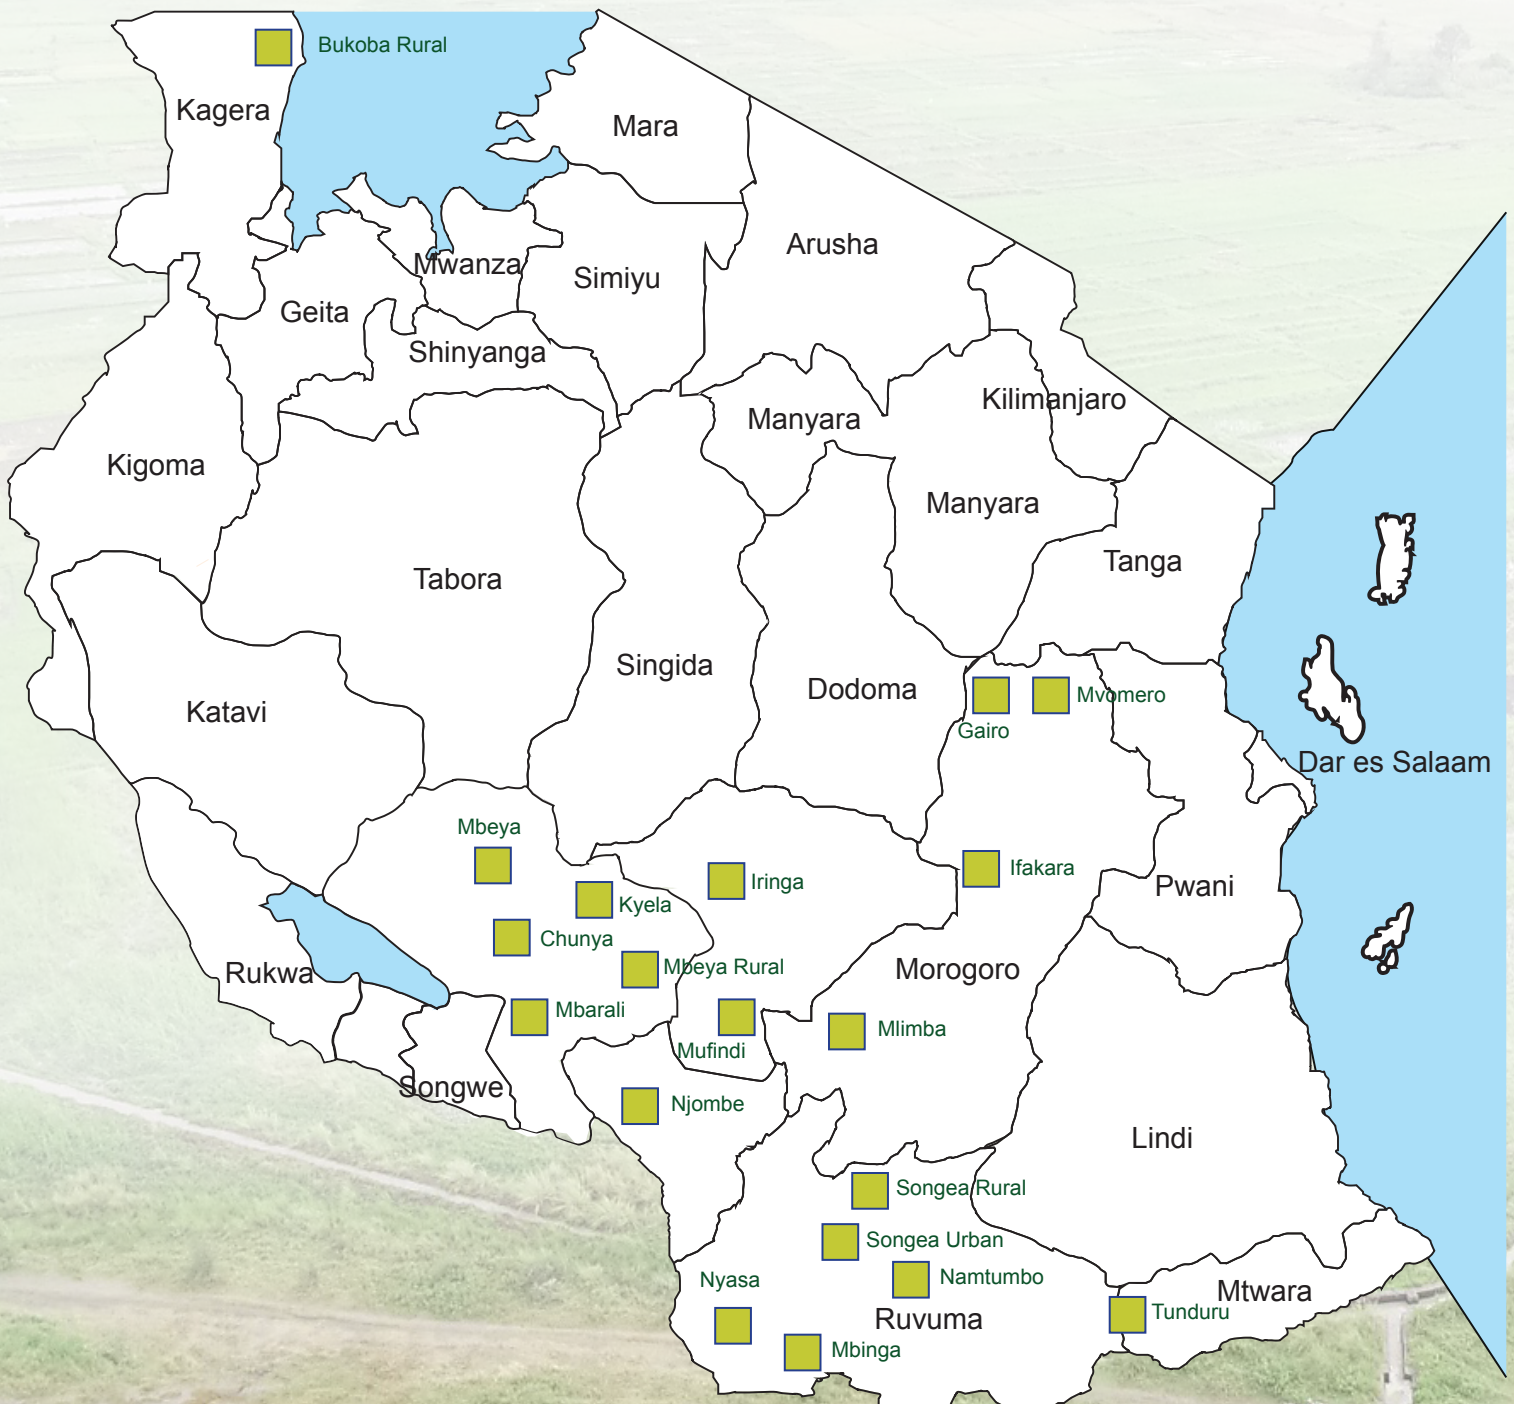 Bukoba Rural
Kagera
Mara
Arusha
Mwanza
Simiyu
Geita
Shinyanga
Kilimanjaro
Manyara
Kigoma
Manyara
Tanga
Tabora
Singida
Dodoma
Katavi
Mvomero
Gairo
Dar es Salaam
Mbeya
Iringa
Ifakara
Pwani
Kyela
Chunya
Mbeya Rural
Morogoro
Rukwa
Mbarali
Mlimba
Mufindi
Songwe
Njombe
Lindi
Songea Rural
Songea Urban
Nyasa
Namtumbo
Mtwara
Ruvuma
Tunduru
Mbinga